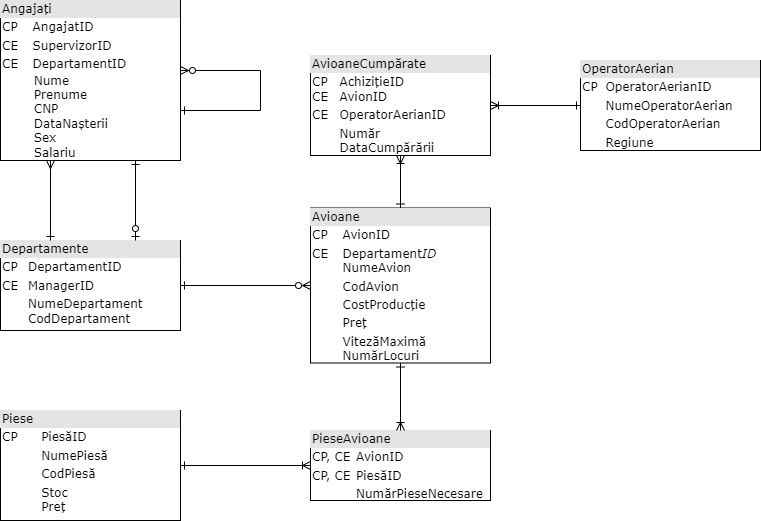 Angajați
CP AngajatID
CE SupervizorID
CE DepartamentID
Nume
Prenume
CNP
DataNașterii
Sex
Salariu
AvioaneCumpărate
CP AchizițieID
CE AvionID
CE OperatorAerianID
Număr
DataCumpărării
OperatorAerian
CP OperatorAerianID
NumeOperatorAerian
CodOperatorAerian
Regiune
Departamente
CP DepartamentID
CE ManagerID
NumeDepartament
CodDepartament
Avioane
CP AvionID
CE DepartamentID
NumeAvion
CodAvion
CostProducție
Preț
VitezăMaximă
NumărLocuri
Piese
CP PiesăID
NumePiesă
CodPiesă
Stoc
Preț
PieseAvioane
CP, CE AvionID
CP, CE PiesăID
NumărPieseNecesare